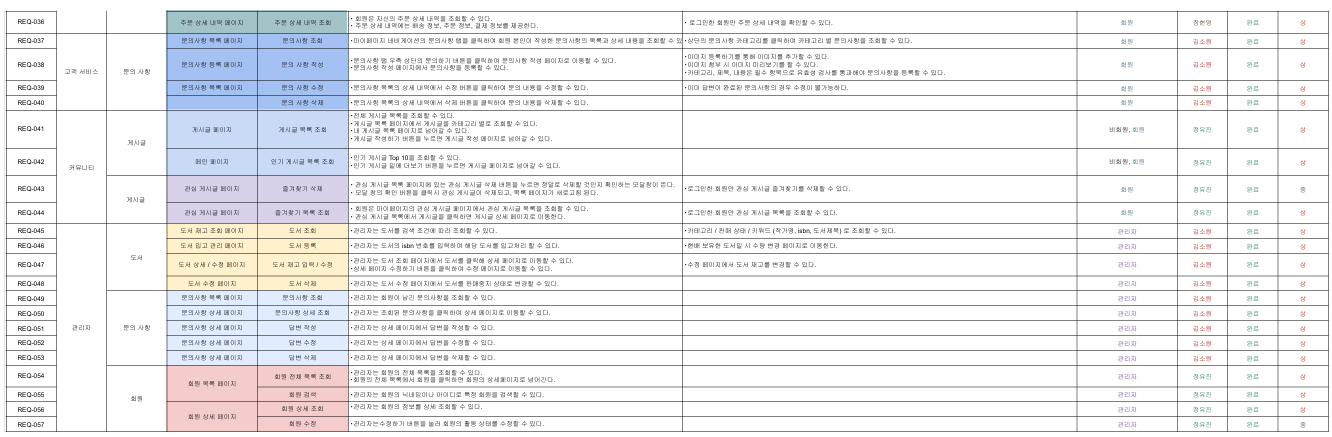 REQ-036 주문 상세 내역 페이지 주문 상세 내역 조회 • 회원은 자신의 주문 상세 내역을 조회할 수 있다. • 로그인한 회원만 주문 상세 내역을 확인할 수 있다. 회원 장현영 완료 상
• 주문 상세 내역에는 배송 정보, 주문 정보, 결제 정보를 제공한다.
REQ-037 문의사항 목록 페이지 문의사항 조회 •마이페이지 네비게이션의 문의사항 탭을 클릭하여 회원 본인이 작성한 문의사항의 목록과 상세 내용을 조회할 수 있 •상단의 문의사항 카테고리를 클릭하여 카테고리 별 문의사항을 조회할 수 있다. 회원 김소원 완료 상
고객 서비스 문의 사항
REQ-038 문의사항 등록 페이지 문의사항 작성 •문의사항 탭 우측 상단의 문의하기 버튼을 클릭하여 문의사항 작성 페이지로 이동할 수 있다. •이미지 등록하기를 통해 이미지를 추가할 수 있다. 회원 김소원 완료 상
•문의사항 작성 페이지에서 문의사항을 등록할 수 있다. •이미지 첨부 시 이미지 미리보기를 할 수 있다.
•카테고리, 제목, 내용은 필수 항목으로 유효성 검사를 통과해야 문의사항을 등록할 수 있다.
REQ-039 문의사항 목록 페이지 문의 사항 수정 •문의사항 목록의 상세 내역에서 수정 버튼을 클릭하여 문의 내용을 수정할 수 있다. •이미 답변이 완료된 문의사항의 경우 수정이 불가능하다. 회원 김소원 완료 상
REQ-040 문의 사항 삭제 •문의사항 목록의 상세 내역에서 삭제 버튼을 클릭하여 문의 내용을 삭제할 수 있다. 회원 김소원 완료 상
커뮤니티 게시글
REQ-041 게시글 페이지 게시글 목록 조회 •전체 게시글 목록을 조회할 수 있다. 비회원, 회원 정유진 완료 상
•게시글 목록 페이지에서 게시글을 카테고리 별로 조회할 수 있다.
•내 게시글 목록 페이지로 넘어갈 수 있다.
•게시글 작성하기 버튼을 누르면 게시글 작성 페이지로 넘어갈 수 있다.
REQ-042 메인 페이지 인기 게시글 목록 조회 •인기 게시글 Top 10을 조회할 수 있다. 비회원, 회원 정유진 완료 상
•인기 게시글 밑에 더보기 버튼을 누르면 게시글 페이지로 넘어갈 수 있다.
게시글
REQ-043 관심 게시글 페이지 즐겨찾기 삭제 • 관심 게시글 목록 페이지에 있는 관심 게시글 삭제 버튼을 누르면 정말로 삭제할 것인지 확인하는 모달창이 뜬다. •로그인한 회원만 관심 게시글 즐겨찾기를 삭제할 수 있다. 회원 정유진 완료 중
• 모달 창의 확인 버튼을 클릭시 관심 게시글이 삭제되고, 목록 페이지가 새로고침 된다.
REQ-044 관심 게시글 페이지 즐겨찾기 목록 조회 • 회원은 마이페이지의 관심 게시글 페이지에서 관심 게시글 목록을 조회할 수 있다. •로그인한 회원만 관심 게시글 목록을 조회할 수 있다. 회원 정유진 완료 상
• 관심 게시글 목록에서 게시글을 클릭하면 게시글 상세 페이지로 이동한다.
관리자 도서
REQ-045 도서 재고 조회 페이지 도서 조회 •관리자는 도서를 검색 조건에 따라 조회할 수 있다. •카테고리 / 판매 상태 / 키워드 (작가명, isbn, 도서제목) 로 조회할 수 있다. 관리자 김소원 완료 상
REQ-046 도서 입고 관리 페이지 도서 등록 •관리자는 도서의 isbn 번호를 입력하여 해당 도서를 입고처리 할 수 있다. •현배 보유한 도서일 시 수량 변경 페이지로 이동한다. 관리자 김소원 완료 상
REQ-047 도서 상세 / 수정 페이지 도서 재고 입력 / 수정 •관리자는 도서 조회 페이지에서 도서를 클릭해 상세 페이지로 이동할 수 있다. •수정 페이지에서 도서 재고를 변경할 수 있다. 관리자 김소원 완료 상
•상세 페이지 수정하기 버튼을 클릭하여 수정 페이지로 이동할 수 있다.
REQ-048 도서 수정 페이지 도서 삭제 •관리자는 도서 수정 페이지에서 도서를 판매중지 상태로 변경할 수 있다. 관리자 김소원 완료 상
문의 사항
REQ-049 문의사항 목록 페이지 문의사항 조회 •관리자는 회원이 남긴 문의사항을 조회할 수 있다. 관리자 김소원 완료 상
REQ-050 문의사항 상세 페이지 문의사항 상세 조회 •관리자는 조회된 문의사항을 클릭하여 상세 페이지로 이동할 수 있다. 관리자 김소원 완료 상
REQ-051 문의사항 상세 페이지 답변 작성 •관리자는 상세 페이지에서 답변을 작성할 수 있다. 관리자 김소원 완료 상
REQ-052 문의사항 상세 페이지 답변 수정 •관리자는 상세 페이지에서 답변을 수정할 수 있다. 관리자 김소원 완료 상
REQ-053 문의사항 상세 페이지 답변 삭제 •관리자는 상세 페이지에서 답변을 삭제할 수 있다. 관리자 김소원 완료 상
회원
REQ-054 회원 목록 페이지 회원 전체 목록 조회 •관리자는 회원의 전체 목록을 조회할 수 있다. 관리자 정유진 완료 상
•회원의 전체 목록에서 회원을 클릭하면 회원의 상세페이지로 넘어간다.
REQ-055 회원 검색 •관리자는 회원의 닉네임이나 아이디로 특정 회원을 검색할 수 있다. 관리자 정유진 완료 상
REQ-056 회원 상세 페이지 회원 상세 조회 •관리자는 회원의 정보를 상세 조회할 수 있다. 관리자 정유진 완료 상
REQ-057 회원 수정 •관리자는수정하기 버튼을 눌러 회원의 활동 상태를 수정할 수 있다. 관리자 정유진 완료 중